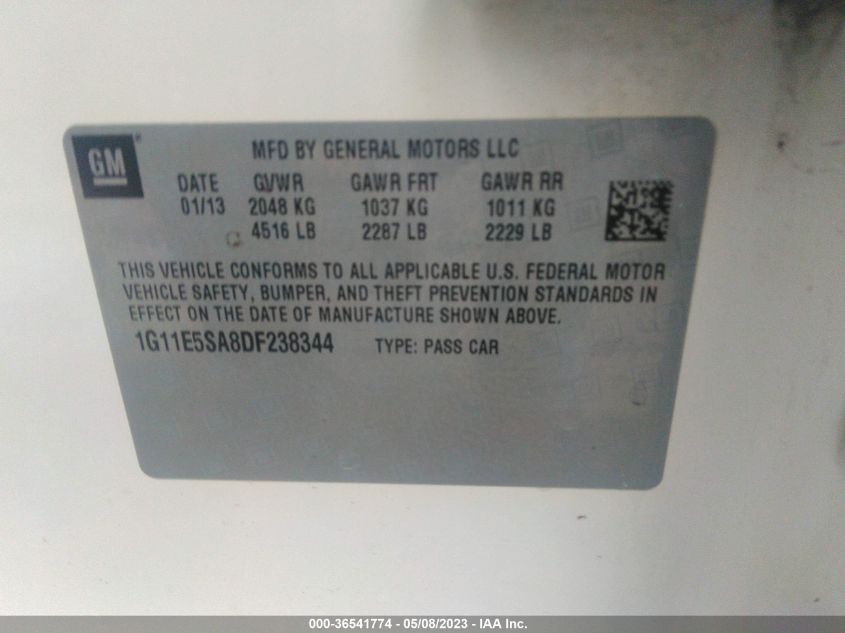 GM
MFD BY GENERAL MOTORS LLC
DATE GVWR GAWR FRT GAWR RR
01/13 2048 KG 1037 KG 1011 KG
4516 LB 2287 LB 2229 LB
THIS VEHICLE CONFORMS TO ALL APPLICABLE U.S. FEDERAL MOTOR
VEHICLE SAFETY, BUMPER, AND THEFT PREVENTION STANDARDS IN
EFFECT ON THE DATE OF MANUFACTURE SHOWN ABOVE.
1G11E5SA8DF238344 TYPE: PASS CAR
000-36541774 - 05/08/2023 - IAA Inc.